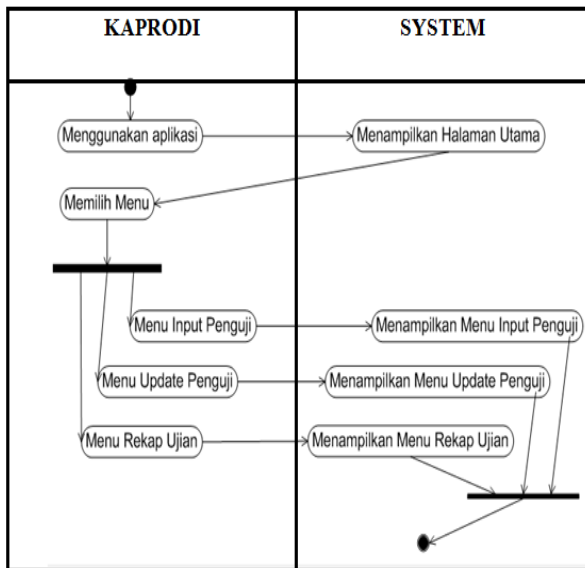 KAPRODI
SYSTEM
Menggunakan aplikasi
Menampilkan Halaman Utama
Memilih Menu
Menu Input Penguji
Menampilkan Menu Input Penguji
Menu Update Penguji
Menampilkan Menu Update Penguji
Menu Rekap Ujian
Menampilkan Menu Rekap Ujian